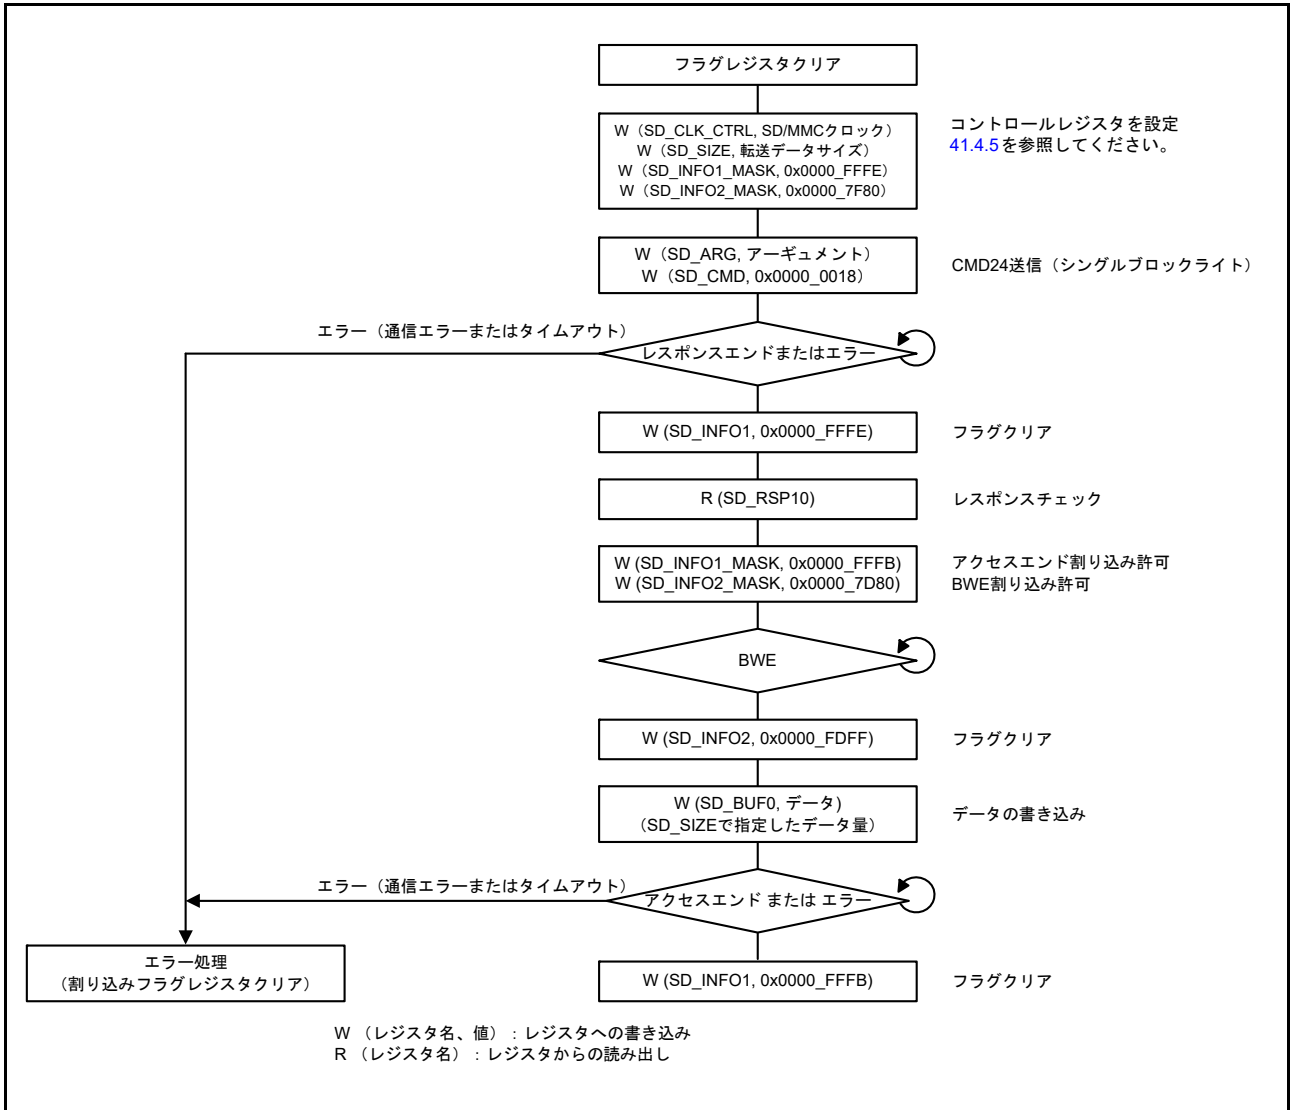 フラグレジスタクリア
W（SD_CLK_CTRL, SD/MMCクロック）
W（SD_SIZE, 転送データサイズ）
W（SD_INFO1_MASK, 0x0000_FFFE）
W（SD_INFO2_MASK, 0x0000_7F80）
コントロールレジスタを設定
41.4.5を参照してください。
W（SD_ARG, アーギュメント）
W（SD_CMD, 0x0000_0018）
CMD24送信（シングルブロックライト）
エラー（通信エラーまたはタイムアウト）
レスポンスエンドまたはエラー
W (SD_INFO1, 0x0000_FFFE)
フラグクリア
R (SD_RSP10)
レスポンスチェック
W (SD_INFO1_MASK, 0x0000_FFFB)
W (SD_INFO2_MASK, 0x0000_7D80)
アクセスエンド割り込み許可
BWE割り込み許可
BWE
W (SD_INFO2, 0x0000_FDFF)
フラグクリア
W (SD_BUF0, データ)
（SD_SIZEで指定したデータ量）
データの書き込み
エラー（通信エラーまたはタイムアウト）
アクセスエンド または エラー
エラー処理
（割り込みフラグレジスタクリア）
W (SD_INFO1, 0x0000_FFFB)
フラグクリア
W （レジスタ名、値）：レジスタへの書き込み
R （レジスタ名）：レジスタからの読み出し